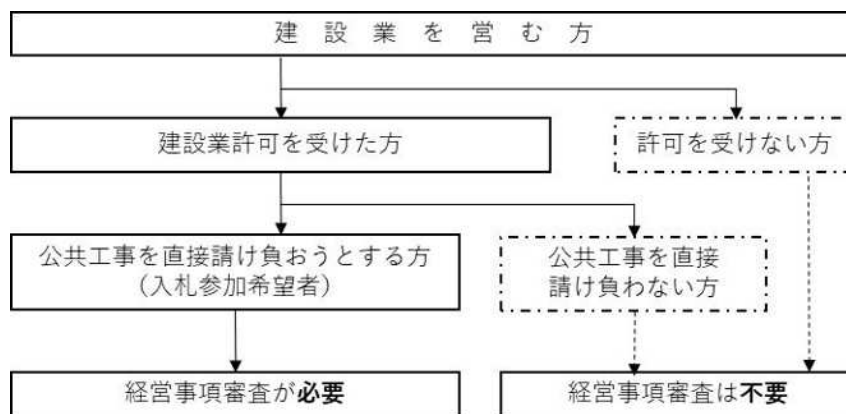 建設業を営む方
建設業許可を受けた方
許可を受けない方
公共工事を直接請け負おうとする方
(入札参加希望者)
公共工事を直接
請け負わない方
経営事項審査が必要
経営事項審査は不要